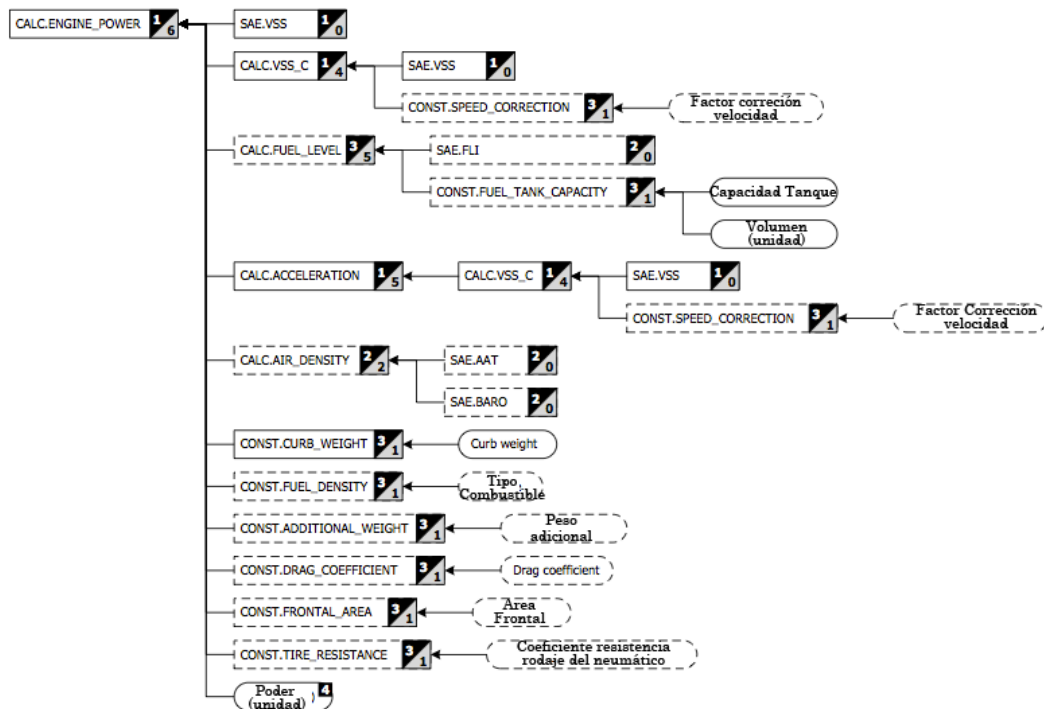 CALC.ENGINE_POWER 1/6 SAE.VSS 1/0
CALC.VSS_C 1/4 SAE.VSS 1/0
CONST.SPEED_CORRECTION 3/1 Factor correción
velocidad
CALC.FUEL_LEVEL 3/5 SAE.FLI 2/0
CONST.FUEL_TANK_CAPACITY 3/1 Capacidad Tanque
Volumen
(unidad)
CALC.ACCELERATION 1/5 CALC.VSS_C 1/4 SAE.VSS 1/0
CONST.SPEED_CORRECTION 3/1 Factor Corrección
velocidad
CALC.AIR_DENSITY 2/2 SAE.AAT 2/0
SAE.BARO 2/0
CONST.CURB_WEIGHT 3/1 Curb weight
CONST.FUEL_DENSITY 3/1 Tipo
Combustible
CONST.ADDITIONAL_WEIGHT 3/1 Peso
adicional
CONST.DRAG_COEFFICIENT 3/1 Drag coefficient
CONST.FRONTAL_AREA 3/1 Area
Frontal
CONST.TIRE_RESISTANCE 3/1 Coeficiente resistencia
rodaje del neumático
Poder 4
(unidad)